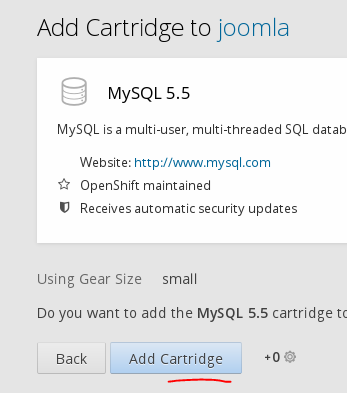 Add Cartridge to joomla
MySQL 5.5
MySQL is a multi-user, multi-threaded SQL
Website: http://www.mysql.com
OpenShift maintained
Receives automatic security updates
Using Gear Size small
Do you want to add the MySQL 5.5 cartridge
Back Add Cartridge +0